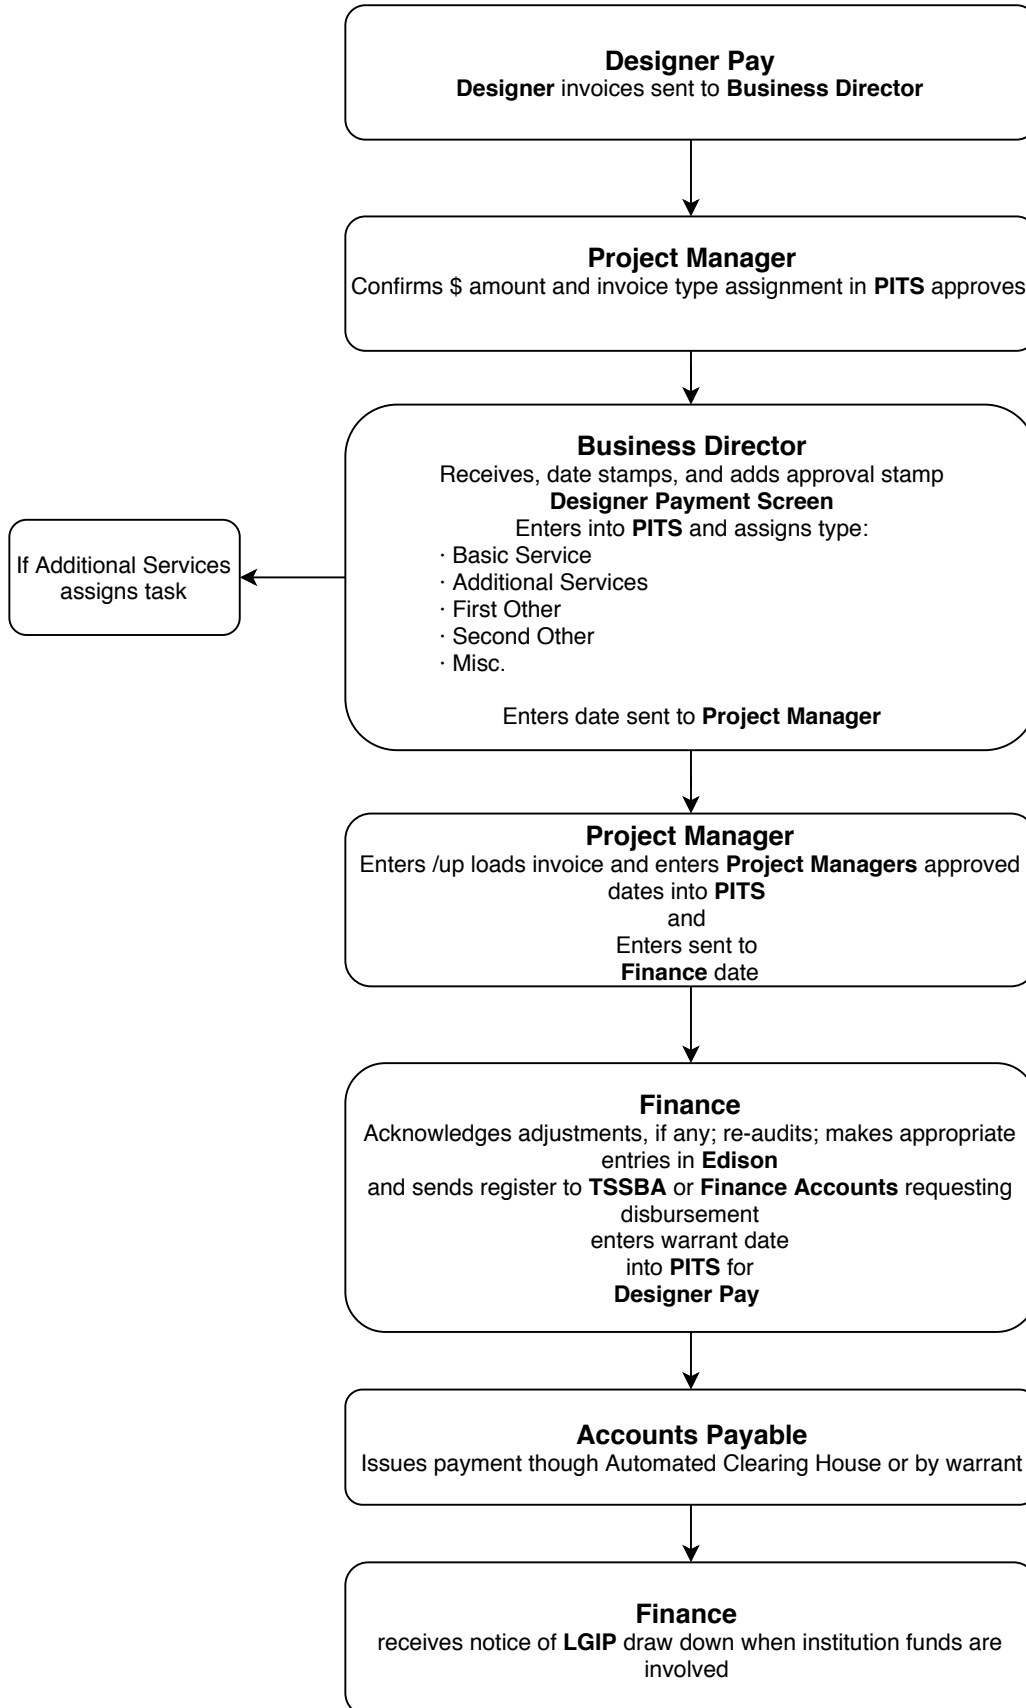 Designer Pay
Designer invoices sent to Business Director
Project Manager
Confirms $ amount and invoice type assignment in PITS approves
Business Director
Receives, date stamps, and adds approval stamp
Designer Payment Screen
Enters into PITS and assigns type:
· Basic Service
· Additional Services
· First Other
· Second Other
· Misc.
Enters date sent to Project Manager
If Additional Services
assigns task
Project Manager
Enters /up loads invoice and enters Project Managers approved
dates into PITS
and
Enters sent to
Finance date
Finance
Acknowledges adjustments, if any; re-audits; makes appropriate
entries in Edison
and sends register to TSSBA or Finance Accounts requesting
disbursement
enters warrant date
into PITS for
Designer Pay
Accounts Payable
Issues payment though Automated Clearing House or by warrant
Finance
receives notice of LGIP draw down when institution funds are
involved